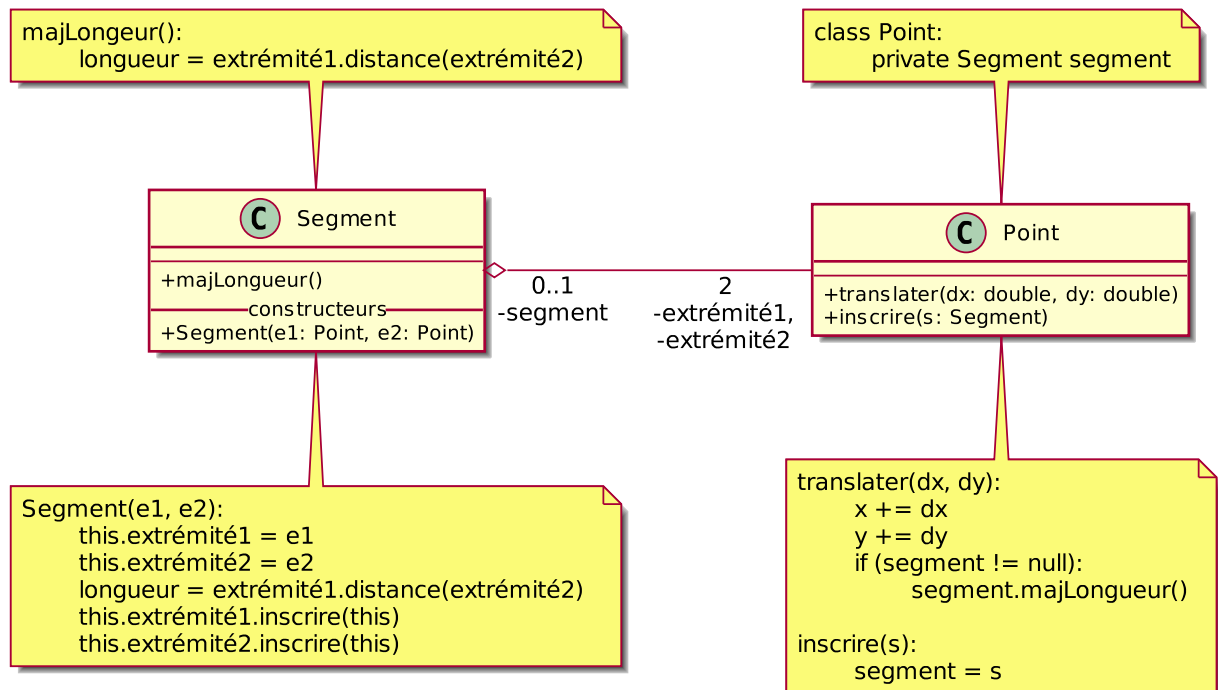 majLongeur():
longueur = extrémité1.distance(extrémité2)
class Point:
private Segment segment
C Segment
+majLongueur()
constructeurs
+Segment(e1: Point, e2: Point)
0..1
-segment
2
-extrémité1,
-extrémité2
C Point
+translater(dx: double, dy: double)
+inscrire(s: Segment)
Segment(e1, e2):
this.extrémité1 = e1
this.extrémité2 = e2
longueur = extrémité1.distance(extrémité2)
this.extrémité1.inscrire(this)
this.extrémité2.inscrire(this)
translater(dx, dy):
x += dx
y += dy
if (segment != null):
segment.majLongueur()
inscrire(s):
segment = s